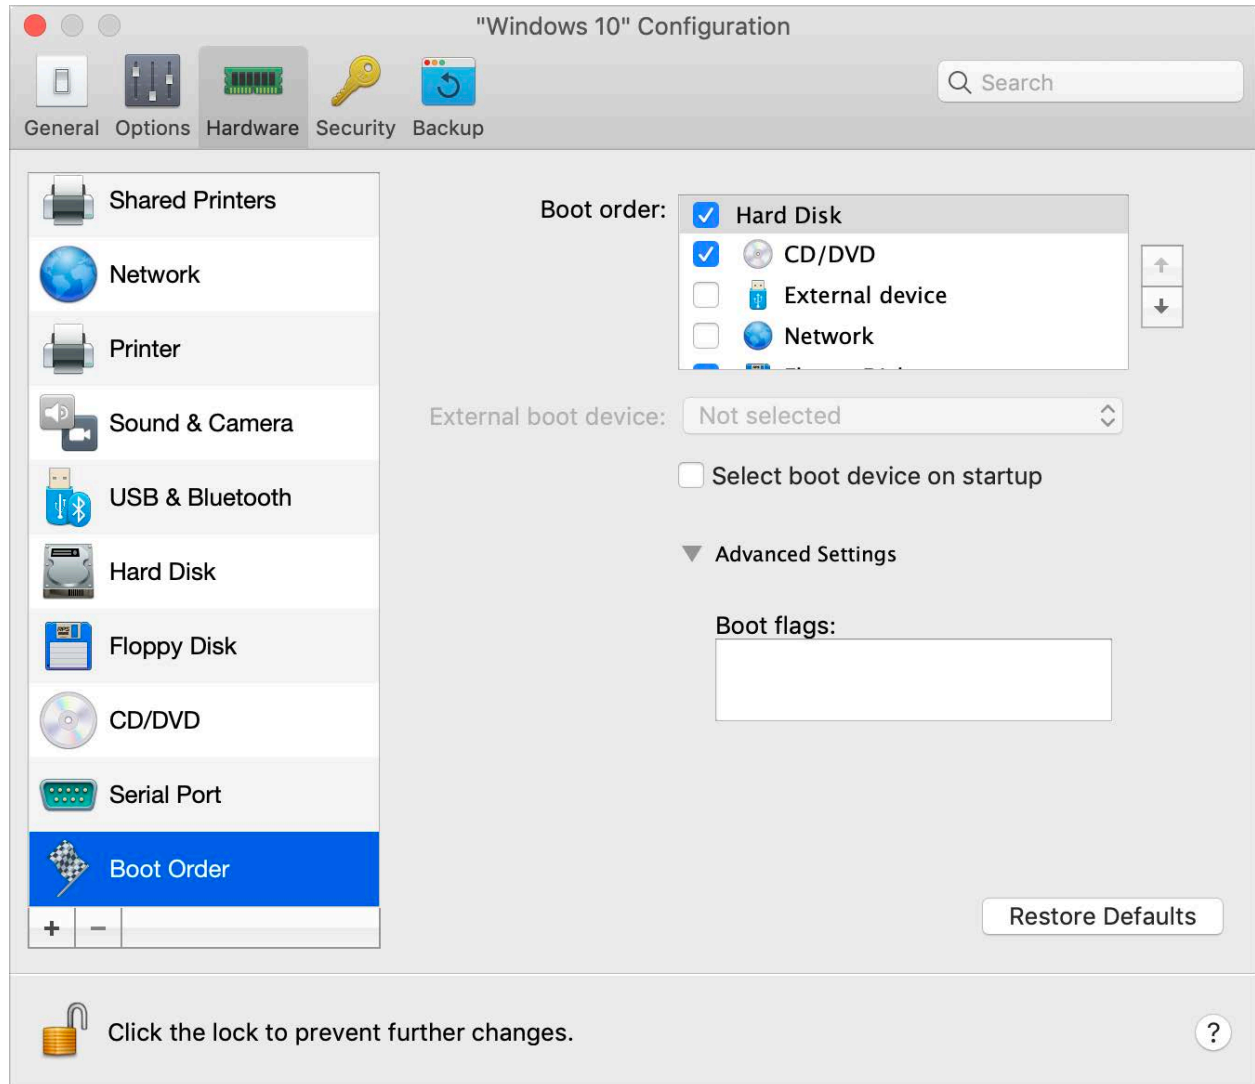 "Windows 10" Configuration
General Options Hardware Security Backup
Search
Shared Printers
Network
Printer
Sound & Camera
USB & Bluetooth
Hard Disk
Floppy Disk
CD/DVD
Serial Port
Boot Order
Boot order:
Hard Disk
CD/DVD
External device
Network
External boot device: Not selected
Select boot device on startup
Advanced Settings
Boot flags:
Restore Defaults
Click the lock to prevent further changes.
?